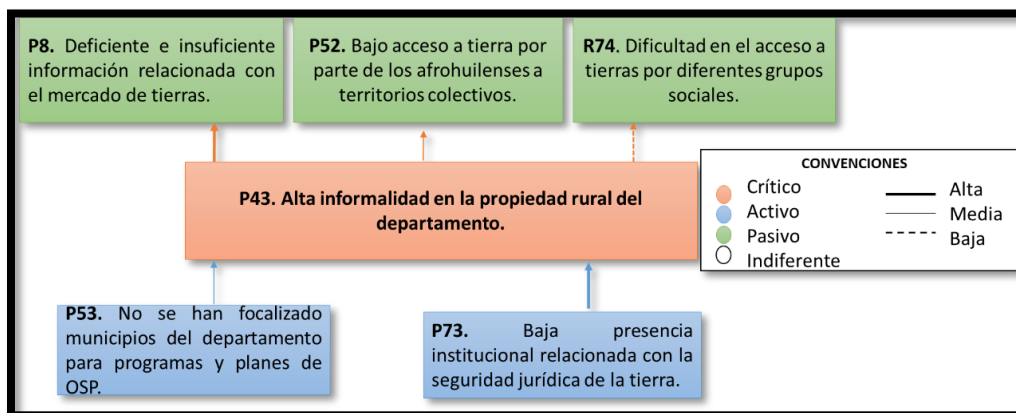 P8. Deficiente e insuficiente
información relacionada con
el mercado de tierras.
P52. Bajo acceso a tierra por
parte de los afrohuilenses a
territorios colectivos.
R74. Dificultad en el acceso a
tierras por diferentes grupos
sociales.
P43. Alta informalidad en la propiedad rural del
departamento.
CONVENCIONES
Crítico
Activo
Pasivo
Indiferente
Alta
Media
Baja
P53. No se han focalizado
municipios del departamento
para programas y planes de
OSP.
P73. Baja presencia
institucional relacionada con la
seguridad jurídica de la tierra.